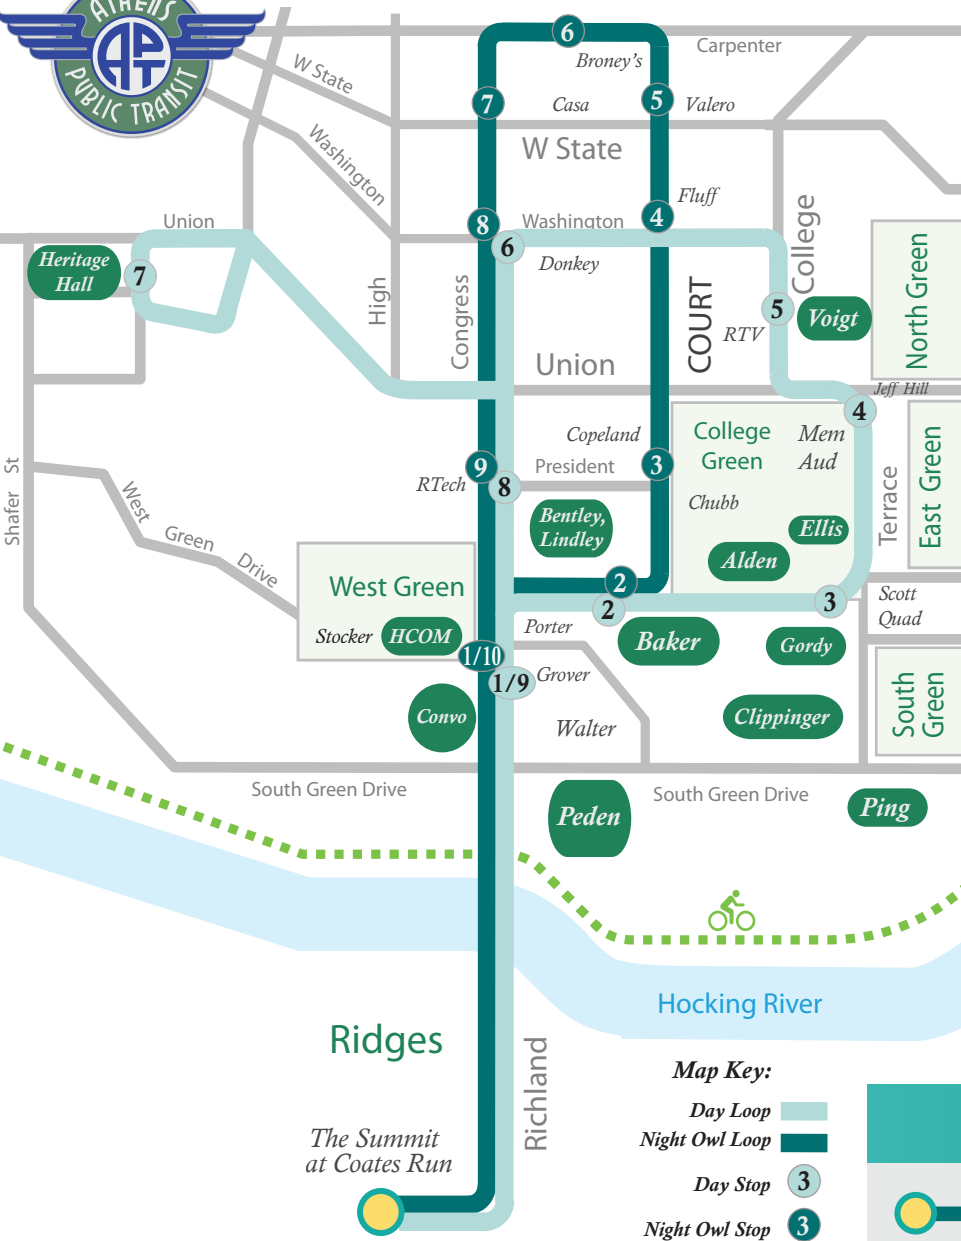 ATHENS
APT
PUBLIC TRANSIT
6
Carpenter
Broney's
W State
7
Casa
5
Valero
Washington
W State
Fluff
Union
8
Washington
4
College
6
Heritage
Hall
7
Donkey
High
Congress
COURT
5
RTV
Voigt
North Green
Union
Jeff Hill
4
Copeland
College
Green
Mem
Aud
East Green
Shafer St
9
President
3
RTech
8
Chubb
Terrace
West Green Drive
Bentley,
Lindley
Ellis
Alden
West Green
2
2
3
Scott
Quad
Stocker
HCOM
Porter
Baker
Gordy
1/10
1/9
Grover
South
Green
Convo
Walter
Clippinger
South Green Drive
South Green Drive
Peden
Ping
Hocking River
Ridges
Richland
Map Key:
Day Loop
Night Owl Loop
The Summit
at Coates Run
Day Stop
3
Night Owl Stop
3